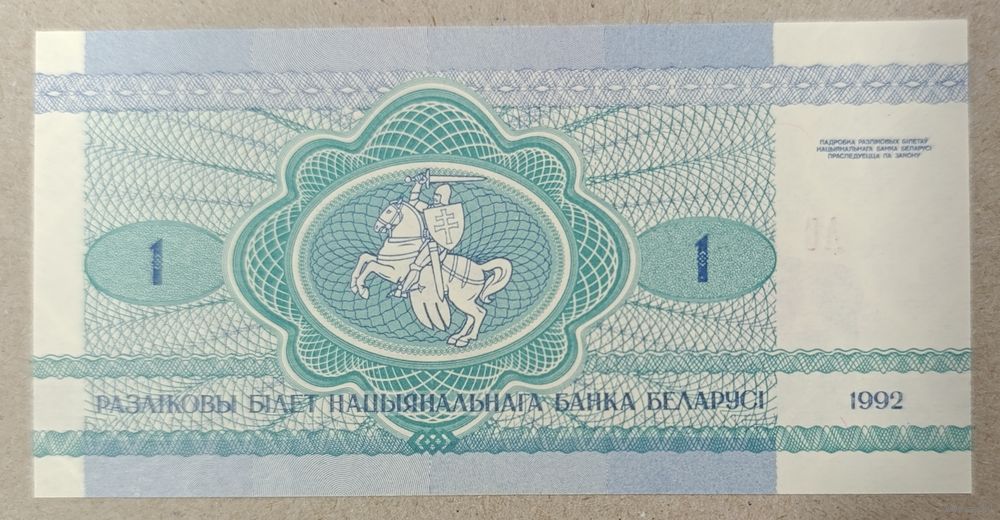 ПАДРОБКА РАЗЛІКОВЫХ БІЛЕТАЎ
НАЦЫЯНАЛЬНАГА БАНКА БЕЛАРУСІ
ПРАСЛЕДУЕЦЦА ПА ЗАКОНУ
1
1
РАЗЛІКОВЫ БІЛЕТ НАЦЫЯНАЛЬНАГА БАНКА БЕЛАРУСІ
1992